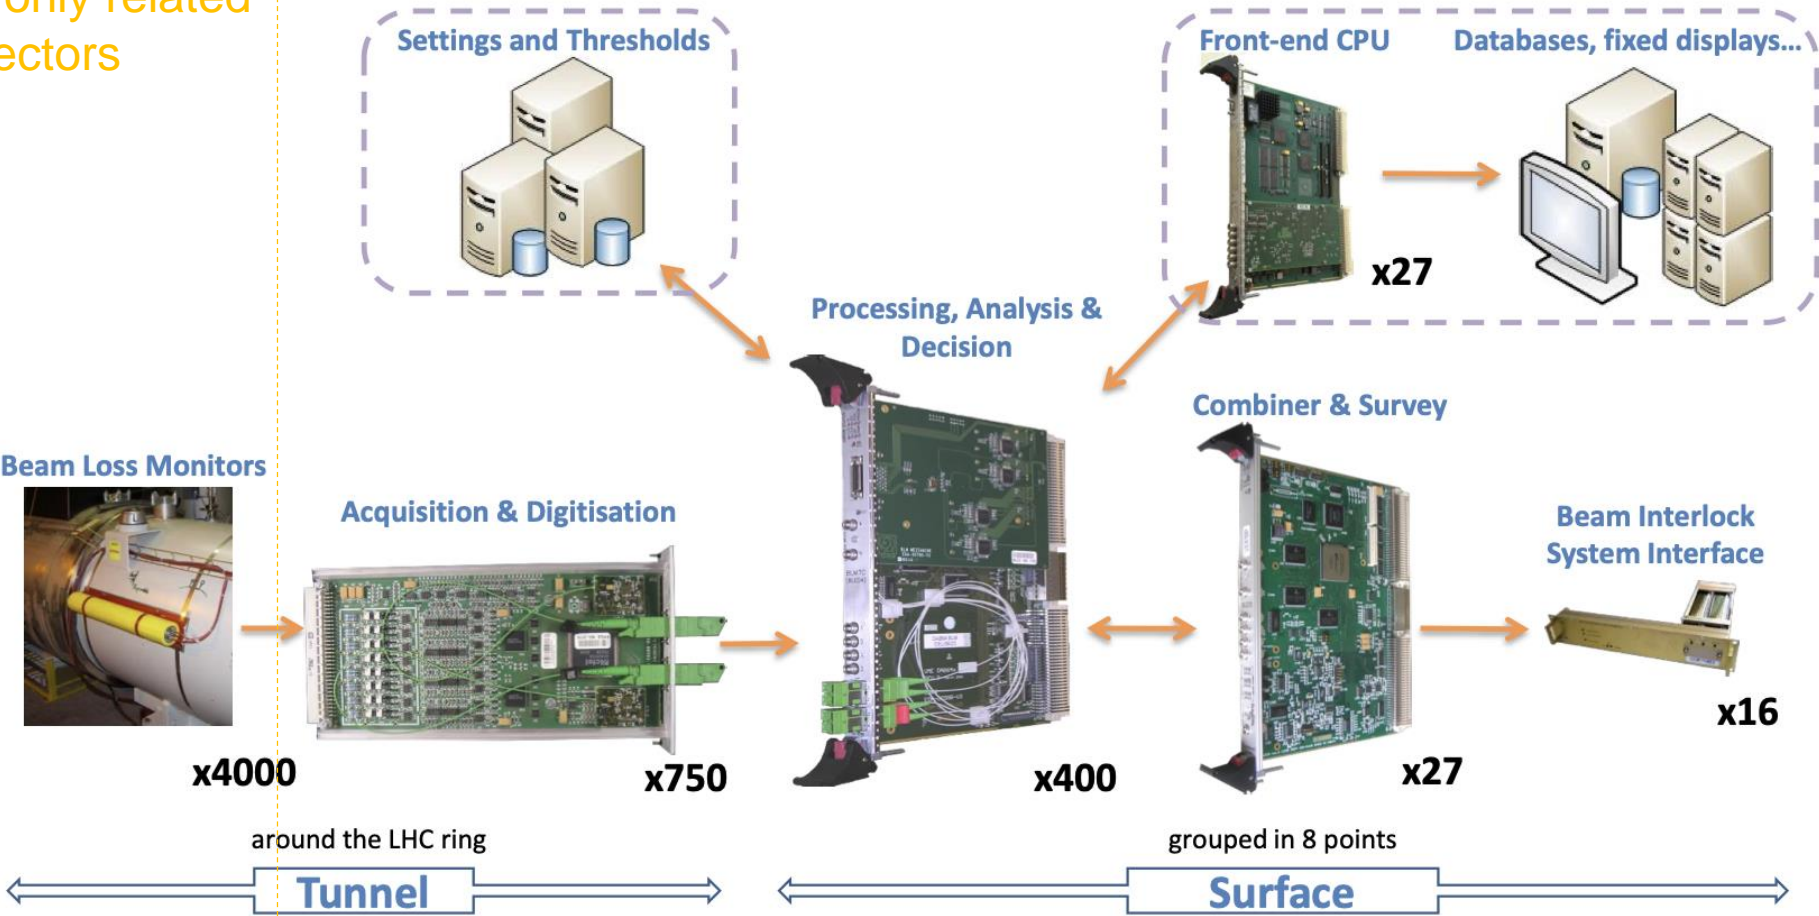 only related
ectors
Settings and Thresholds
Front-end CPU
Databases, fixed displays...
x27
Processing, Analysis &
Decision
Combiner & Survey
Beam Loss Monitors
Acquisition & Digitisation
Beam Interlock
System Interface
x4000
x750
x400
x27
x16
around the LHC ring
grouped in 8 points
Tunnel
Surface